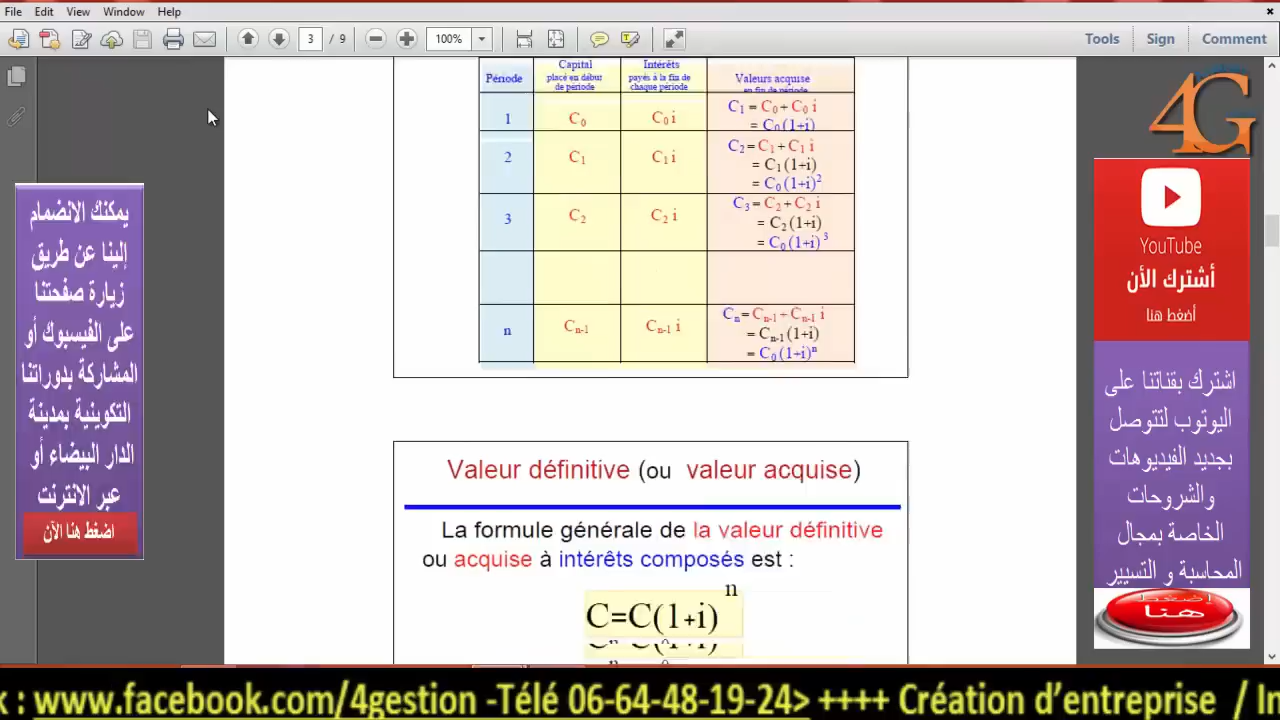 File Edit View Window Help
3 / 9
100%
Tools Sign Comment
Période
Capital
placé en début
de période
Intérêts
payés à la fin de
chaque période
Valeurs acquise
en fin de période
1
C₀
C₀ i
C₁ = C₀ + C₀ i
= C₀ (1+i)
2
C₁
C₁ i
C₂ = C₁ + C₁ i
= C₁ (1+i)
= C₀ (1+i)²
3
C₂
C₂ i
C₃ = C₂ + C₂ i
= C₂ (1+i)
= C₀ (1+i)³
n
Cn-1
Cn-1 i
Cn = Cn-1 + Cn-1 i
= Cn-1 (1+i)
= C₀ (1+i)ⁿ
Valeur définitive (ou valeur acquise)
La formule générale de la valeur définitive
ou acquise à intérêts composés est :
C=C(1+i)ⁿ
يمكنك الانضمام
إلينا عن طريق
زيارة صفحتنا
على الفيسبوك أو
المشاركة بدوراتنا
التكوينية بمدينة
الدار البيضاء أو
عبر الانترنت
اضغط هنا الآن
4G
YouTube
أشترك الأن
أضغط هنا
اشترك بقناتنا على
اليوتوب لتتوصل
بجديد الفيديوهات
والشروحات
الخاصة بمجال
المحاسبة و التسيير
إضغط
هنا
k : www.facebook.com/4gestion -Télé 06-64-48-19-24> ++++ Création d’entreprise / In